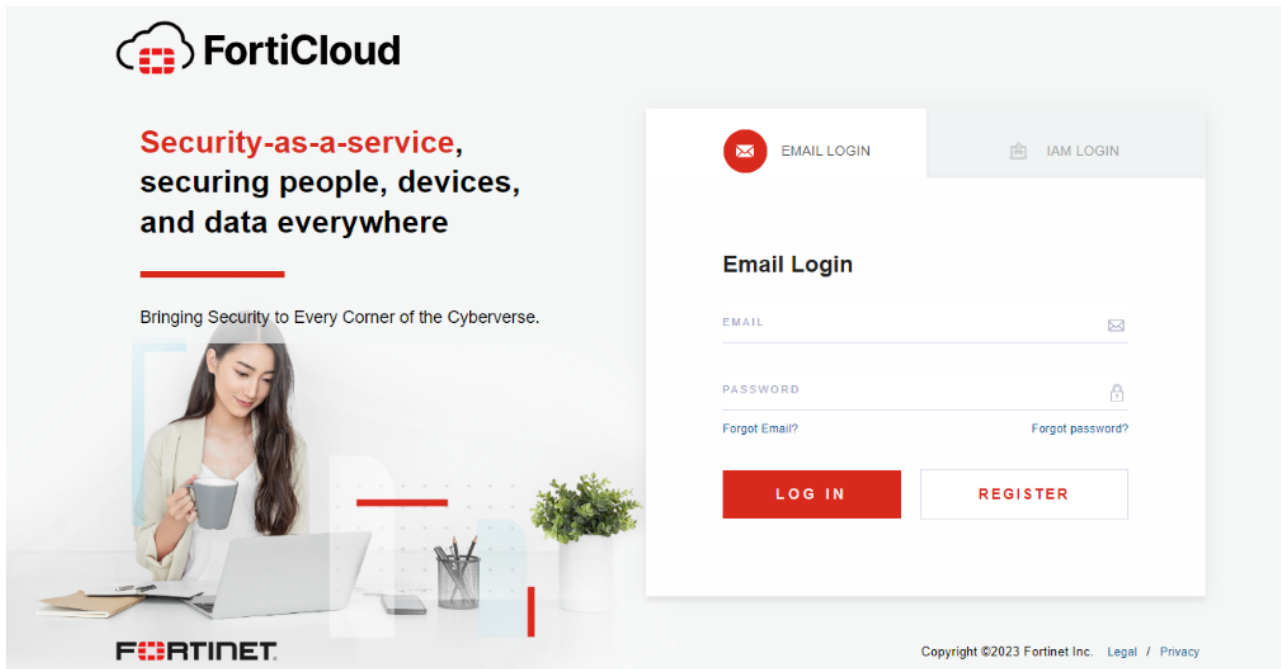 FortiCloud
Security-as-a-service,
securing people, devices,
and data everywhere
Bringing Security to Every Corner of the Cyberverse.
EMAIL LOGIN
IAM LOGIN
Email Login
EMAIL
PASSWORD
Forgot Email?
Forgot password?
LOG IN
REGISTER
FORTINET
Copyright ©2023 Fortinet Inc. Legal / Privacy